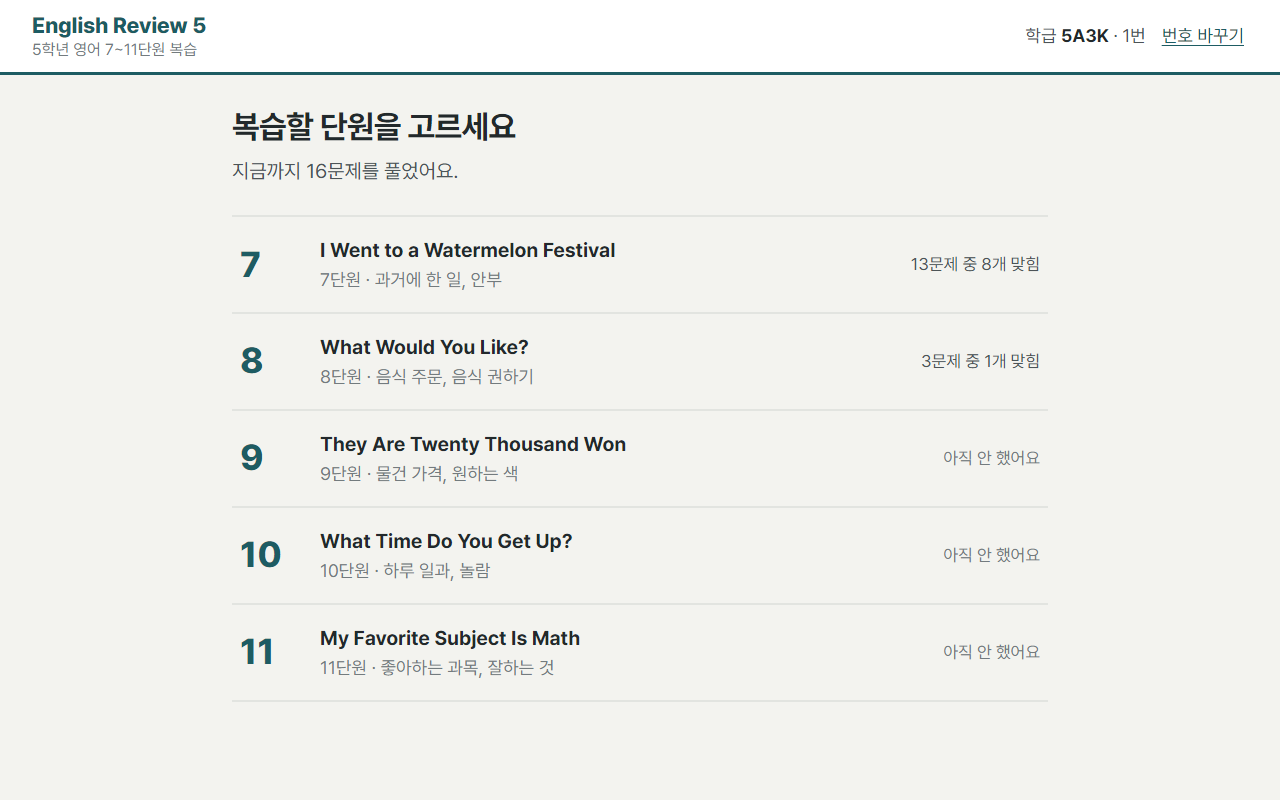 English Review 5
5학년 영어 7~11단원 복습
학급 5A3K · 1번 번호 바꾸기
복습할 단원을 고르세요
지금까지 16문제를 풀었어요.
7
I Went to a Watermelon Festival
7단원 · 과거에 한 일, 안부
13문제 중 8개 맞힘
8
What Would You Like?
8단원 · 음식 주문, 음식 권하기
3문제 중 1개 맞힘
9
They Are Twenty Thousand Won
9단원 · 물건 가격, 원하는 색
아직 안 했어요
10
What Time Do You Get Up?
10단원 · 하루 일과, 놀람
아직 안 했어요
11
My Favorite Subject Is Math
11단원 · 좋아하는 과목, 잘하는 것
아직 안 했어요